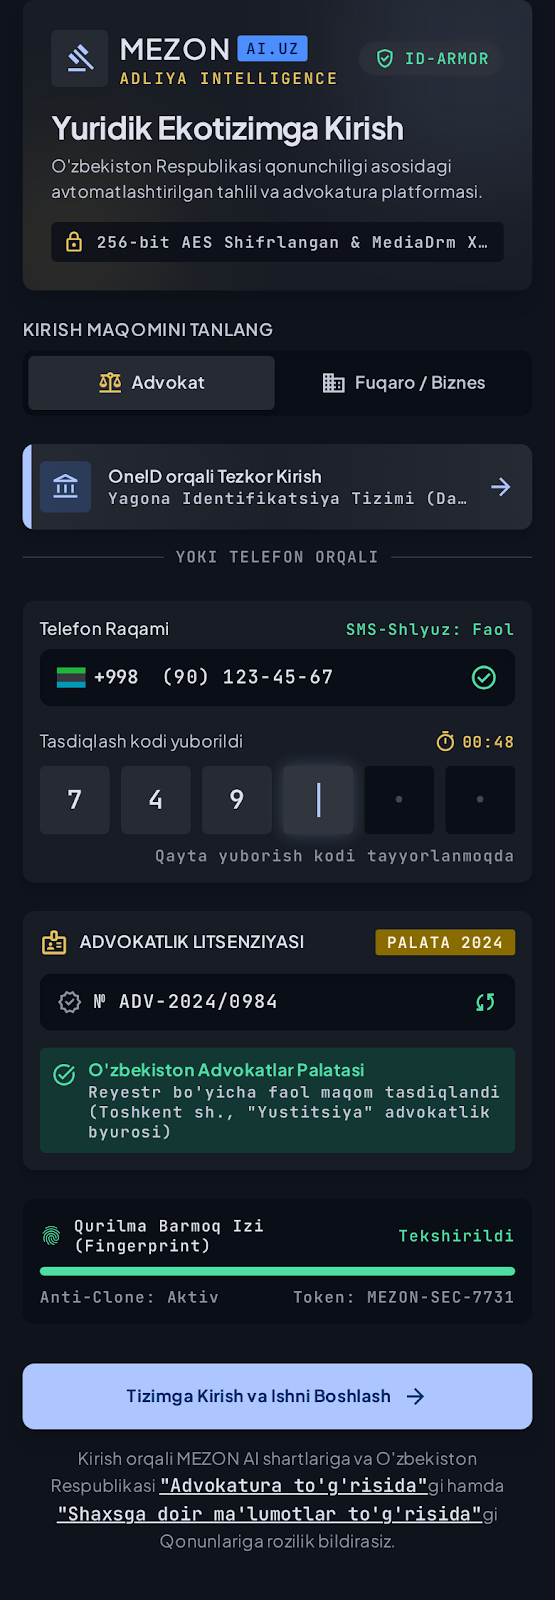 MEZON AI.UZ
ADLIYA INTELLIGENCE
ID-ARMOR
Yuridik Ekotizimga Kirish
O'zbekiston Respublikasi qonunchiligi asosidagi
avtomatlashtirilgan tahlil va advokatura platformasi.
256-bit AES Shifrlangan & MediaDrm X…
KIRISH MAQOMINI TANLANG
Advokat
Fuqaro / Biznes
OneID orqali Tezkor Kirish
Yagona Identifikatsiya Tizimi (Da…
YOKI TELEFON ORQALI
Telefon Raqami
SMS-Shlyuz: Faol
+998 (90) 123-45-67
Tasdiqlash kodi yuborildi
00:48
7 4 9
Qayta yuborish kodi tayyorlanmoqda
ADVOKATLIK LITSENZIYASI
PALATA 2024
№ ADV-2024/0984
O'zbekiston Advokatlar Palatasi
Reyestr bo'yicha faol maqom tasdiqlandi
(Toshkent sh., "Yustitsiya" advokatlik
byurosi)
Qurilma Barmoq Izi
(Fingerprint)
Tekshirildi
Anti-Clone: Aktiv
Token: MEZON-SEC-7731
Tizimga Kirish va Ishni Boshlash
Kirish orqali MEZON AI shartlariga va O'zbekiston
Respublikasi "Advokatura to'g'risida"gi hamda
"Shaxsga doir ma'lumotlar to'g'risida"gi
Qonunlariga rozilik bildirasiz.